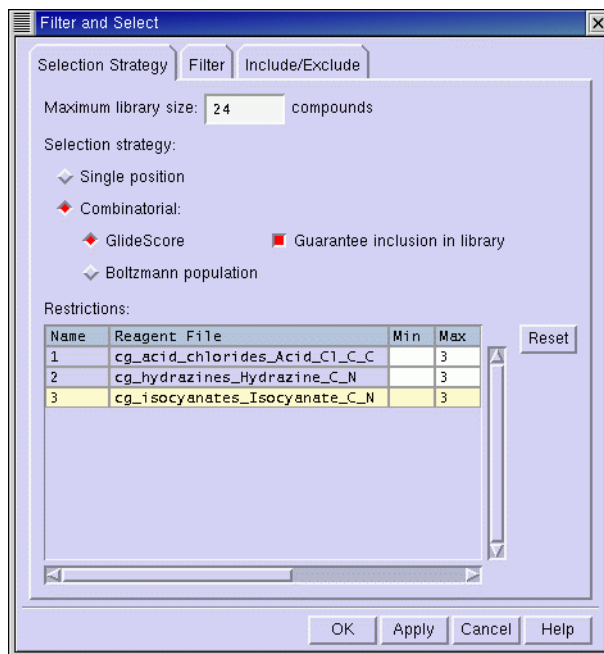 Filter and Select
Selection Strategy Filter Include/Exclude
Maximum library size: 24 compounds
Selection strategy:
Single position
Combinatorial:
GlideScore Guarantee inclusion in library
Boltzmann population
Restrictions:
Name Reagent File Min Max Reset
1 cg_acid_chlorides_Acid_Cl_C_C 3
2 cg_hydrazines_Hydrazine_C_N 3
3 cg_isocyanates_Isocyanate_C_N 3
OK Apply Cancel Help